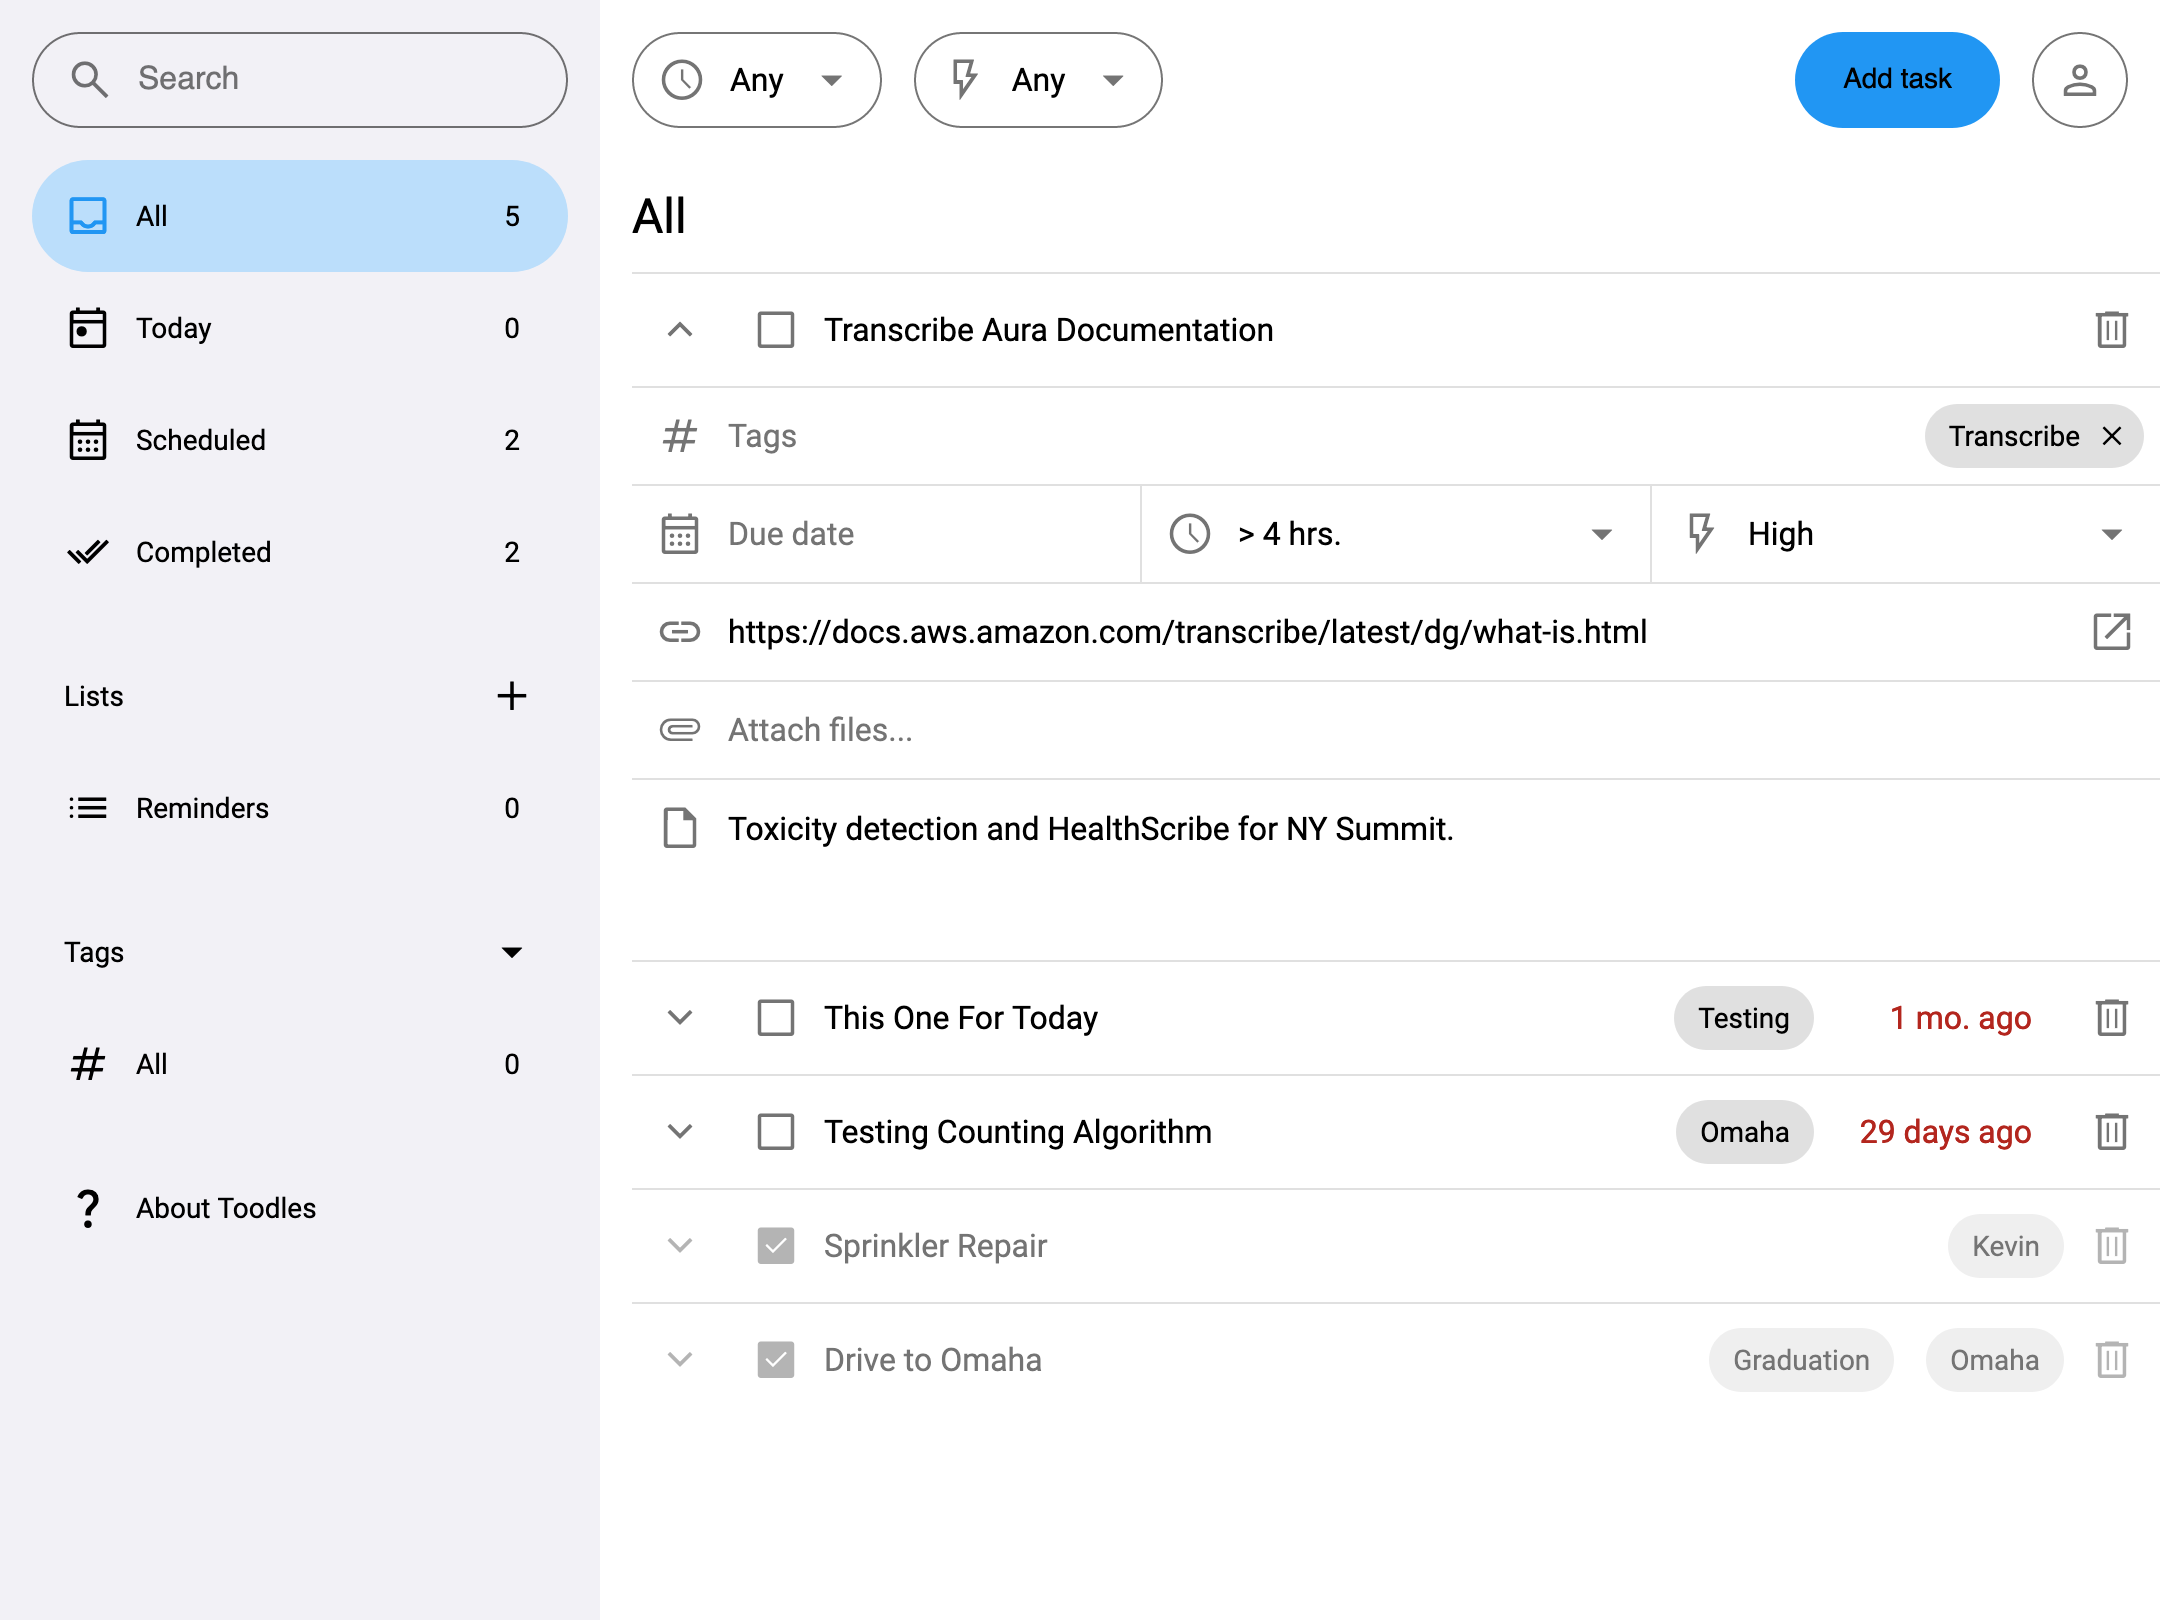 Search
All 5
Today 0
Scheduled 2
Completed 2
Lists
Reminders 0
Tags
# All 0
? About Toodles
Any Any Add task
All
Transcribe Aura Documentation
# Tags Transcribe
Due date > 4 hrs. High
https://docs.aws.amazon.com/transcribe/latest/dg/what-is.html
Attach files...
Toxicity detection and HealthScribe for NY Summit.
This One For Today Testing 1 mo. ago
Testing Counting Algorithm Omaha 29 days ago
Sprinkler Repair Kevin
Drive to Omaha Graduation Omaha